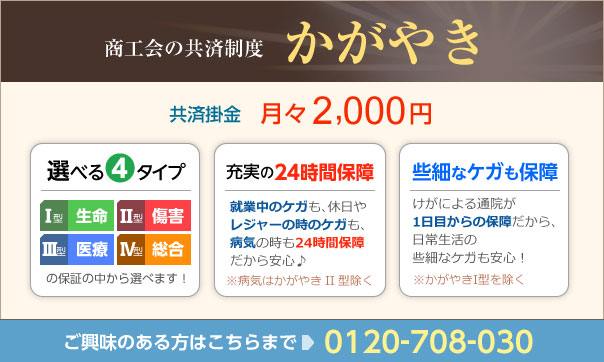 商工会の共済制度 かがやき
共済掛金 月々2,000円
選べる4タイプ
I型 生命 II型 傷害
III型 医療 IV型 総合
の保証の中から選べます！
充実の24時間保障
就業中のケガも、休日や
レジャーの時のケガも、
病気の時も24時間保障
だから安心♪
※病気はかがやき II 型除く
些細なケガも保障
けがによる通院が
1日目からの保障だから、
日常生活の
些細なケガも安心！
※かがやきI型を除く
ご興味のある方はこちらまで 0120-708-030